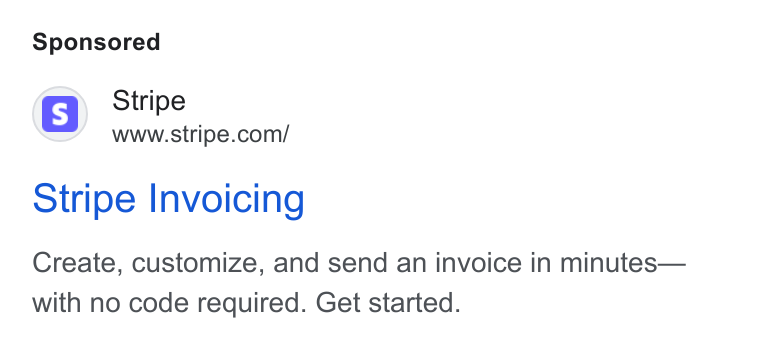 Sponsored
S
Stripe
www.stripe.com/
Stripe Invoicing
Create, customize, and send an invoice in minutes—
with no code required. Get started.